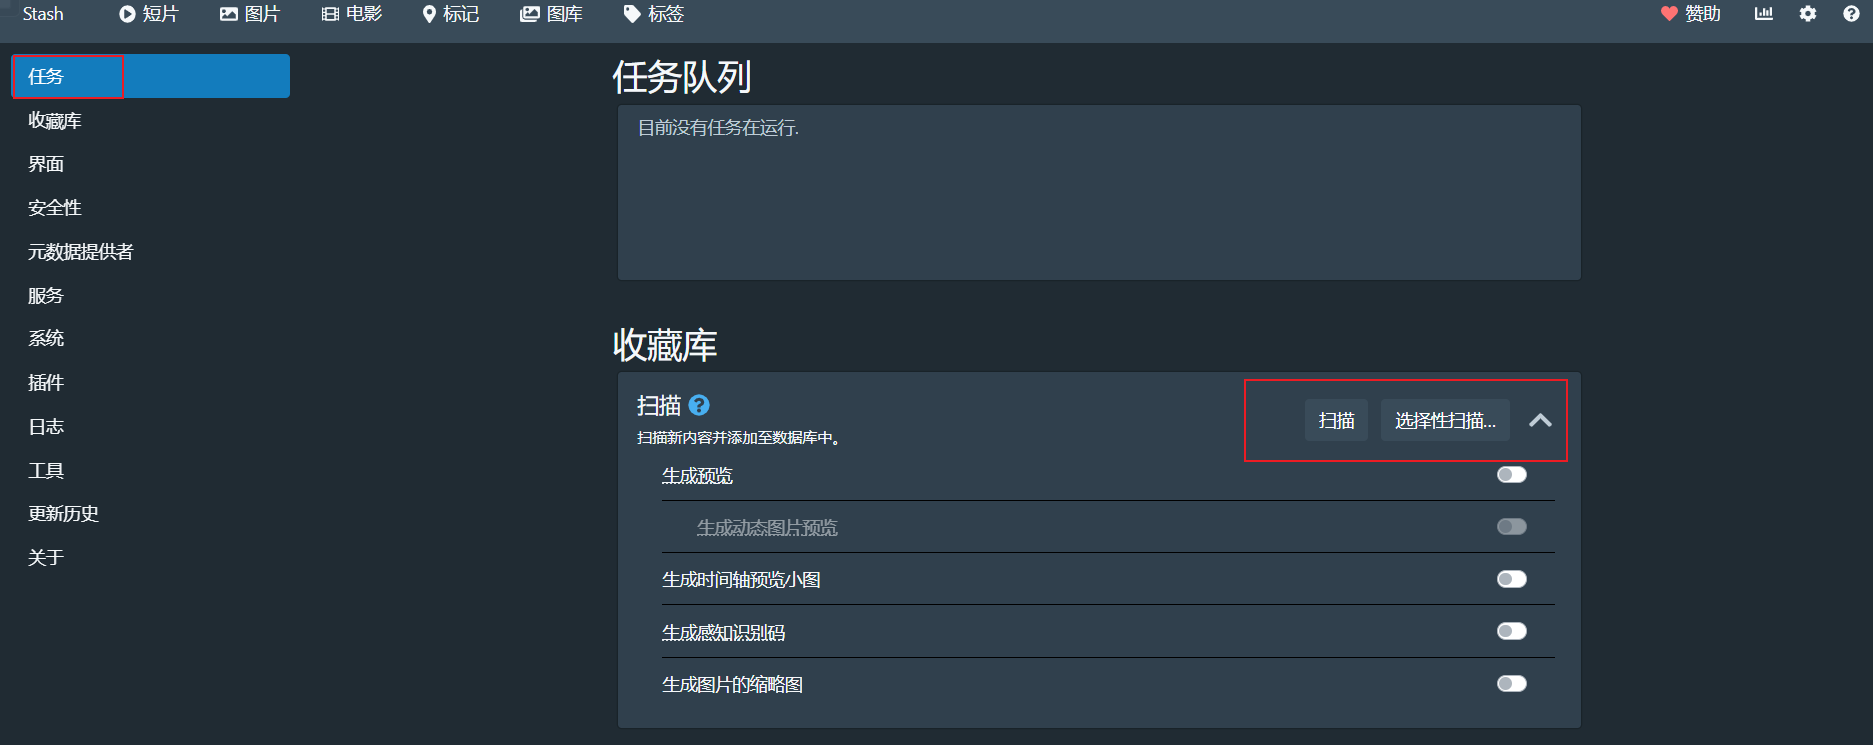 Stash 短片 图片 电影 标记 图库 标签 赞助
任务
收藏库
界面
安全性
元数据提供者
服务
系统
插件
日志
工具
更新历史
关于
任务队列
目前没有任务在运行.
收藏库
扫描
扫描新内容并添加至数据库中。
扫描 选择性扫描...
生成预览
生成动态图片预览
生成时间轴预览小图
生成感知识别码
生成图片的缩略图